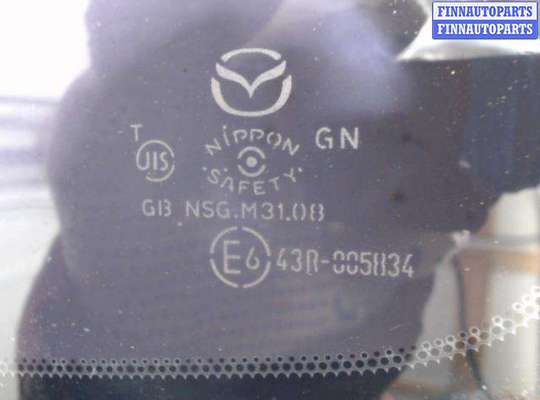 FINNAUTOPARTS
FINNAUTOPARTS
T
GN
JIS
NIPPON
SAFETY
GB NSG.M31.08
E6 43R-005834